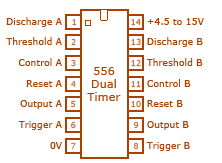 Discharge A 1 14 +4.5 to 15V
Threshold A 2 13 Discharge B
Control A 3 12 Threshold B
Reset A 4 11 Control B
Output A 5 10 Reset B
Trigger A 6 9 Output B
0V 7 8 Trigger B
556
Dual
Timer